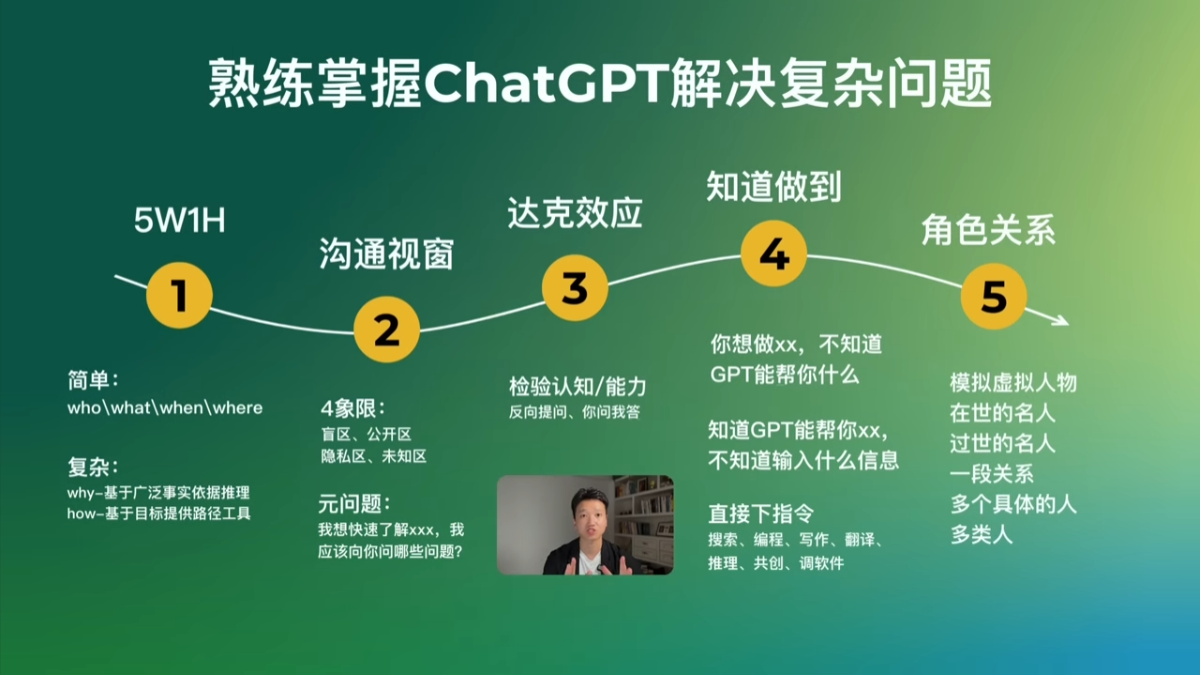 熟练掌握ChatGPT解决复杂问题
5W1H
1
简单：
who\what\when\where
复杂：
why-基于广泛事实依据推理
how-基于目标提供路径工具
沟通视窗
2
4象限：
盲区、公开区
隐私区、未知区
元问题：
我想快速了解xxx，我
应该向你问哪些问题?
达克效应
3
检验认知/能力
反向提问、你问我答
知道做到
4
你想做xx，不知道
GPT能帮你什么
知道GPT能帮你xx，
不知道输入什么信息
直接下指令
搜索、编程、写作、翻译、
推理、共创、调软件
角色关系
5
模拟虚拟人物
在世的名人
过世的名人
一段关系
多个具体的人
多类人